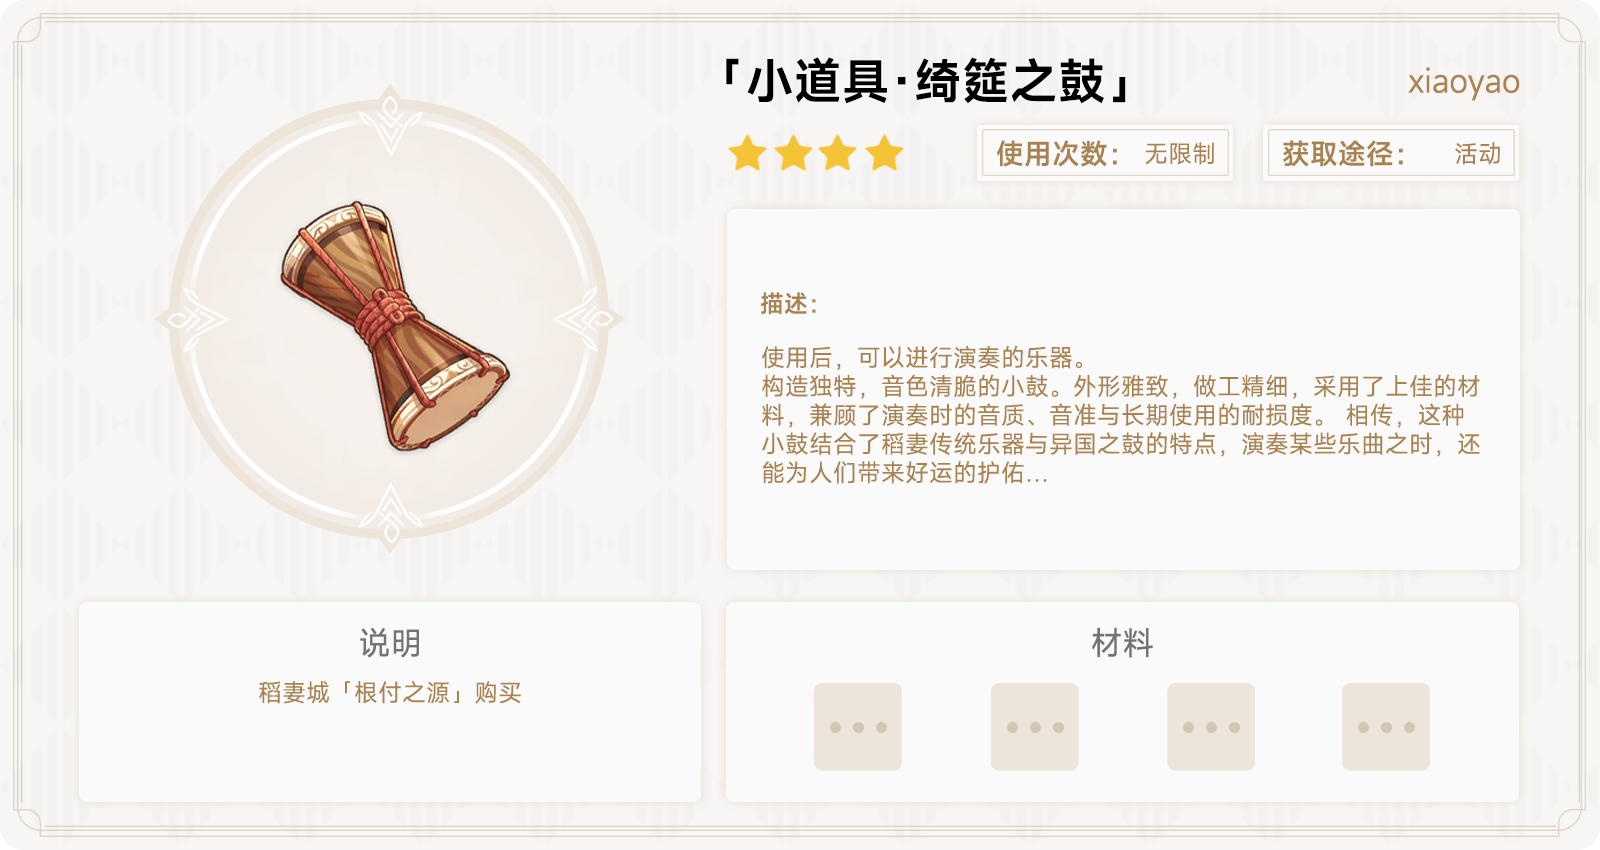 「小道具·绮筵之鼓」
xiaoyao
使用次数： 无限制
获取途径： 活动
描述：
使用后，可以进行演奏的乐器。
构造独特，音色清脆的小鼓。外形雅致，做工精细，采用了上佳的材
料，兼顾了演奏时的音质、音准与长期使用的耐损度。 相传，这种
小鼓结合了稻妻传统乐器与异国之鼓的特点，演奏某些乐曲之时，还
能为人们带来好运的护佑…
说明
稻妻城「根付之源」购买
材料